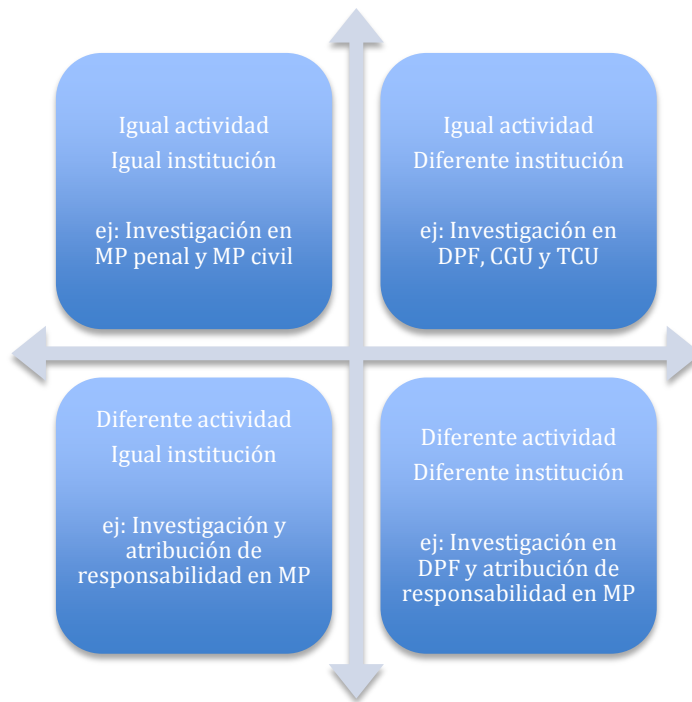 Igual actividad
Igual institución
ej: Investigación en
MP penal y MP civil
Igual actividad
Diferente institución
ej: Investigación en
DPF, CGU y TCU
Diferente actividad
Igual institución
ej: Investigación y
atribución de
responsabilidad en MP
Diferente actividad
Diferente institución
ej: Investigación en
DPF y atribución de
responsabilidad en MP